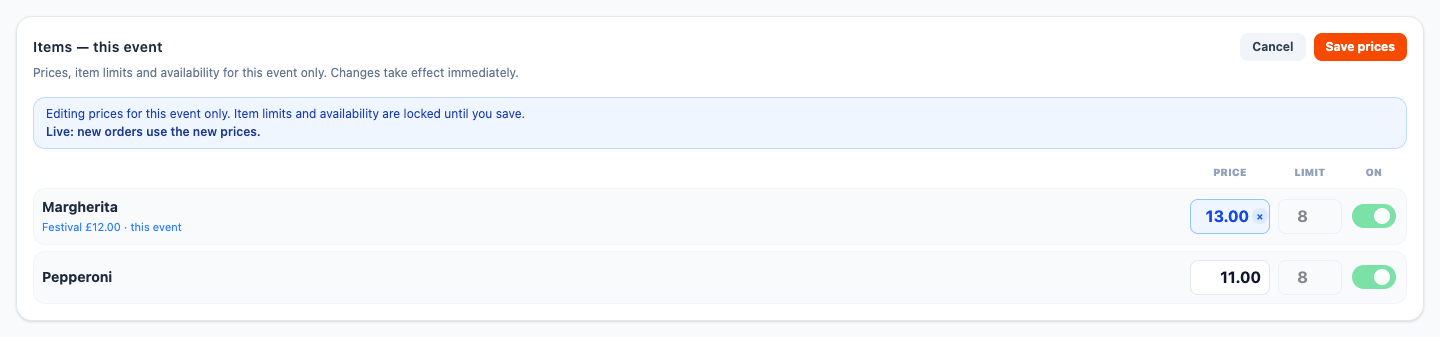 Items — this event
Cancel
Save prices
Prices, item limits and availability for this event only. Changes take effect immediately.
Editing prices for this event only. Item limits and availability are locked until you save.
Live: new orders use the new prices.
PRICE LIMIT ON
Margherita
Festival £12.00 · this event
13.00 × 8
Pepperoni
11.00 8